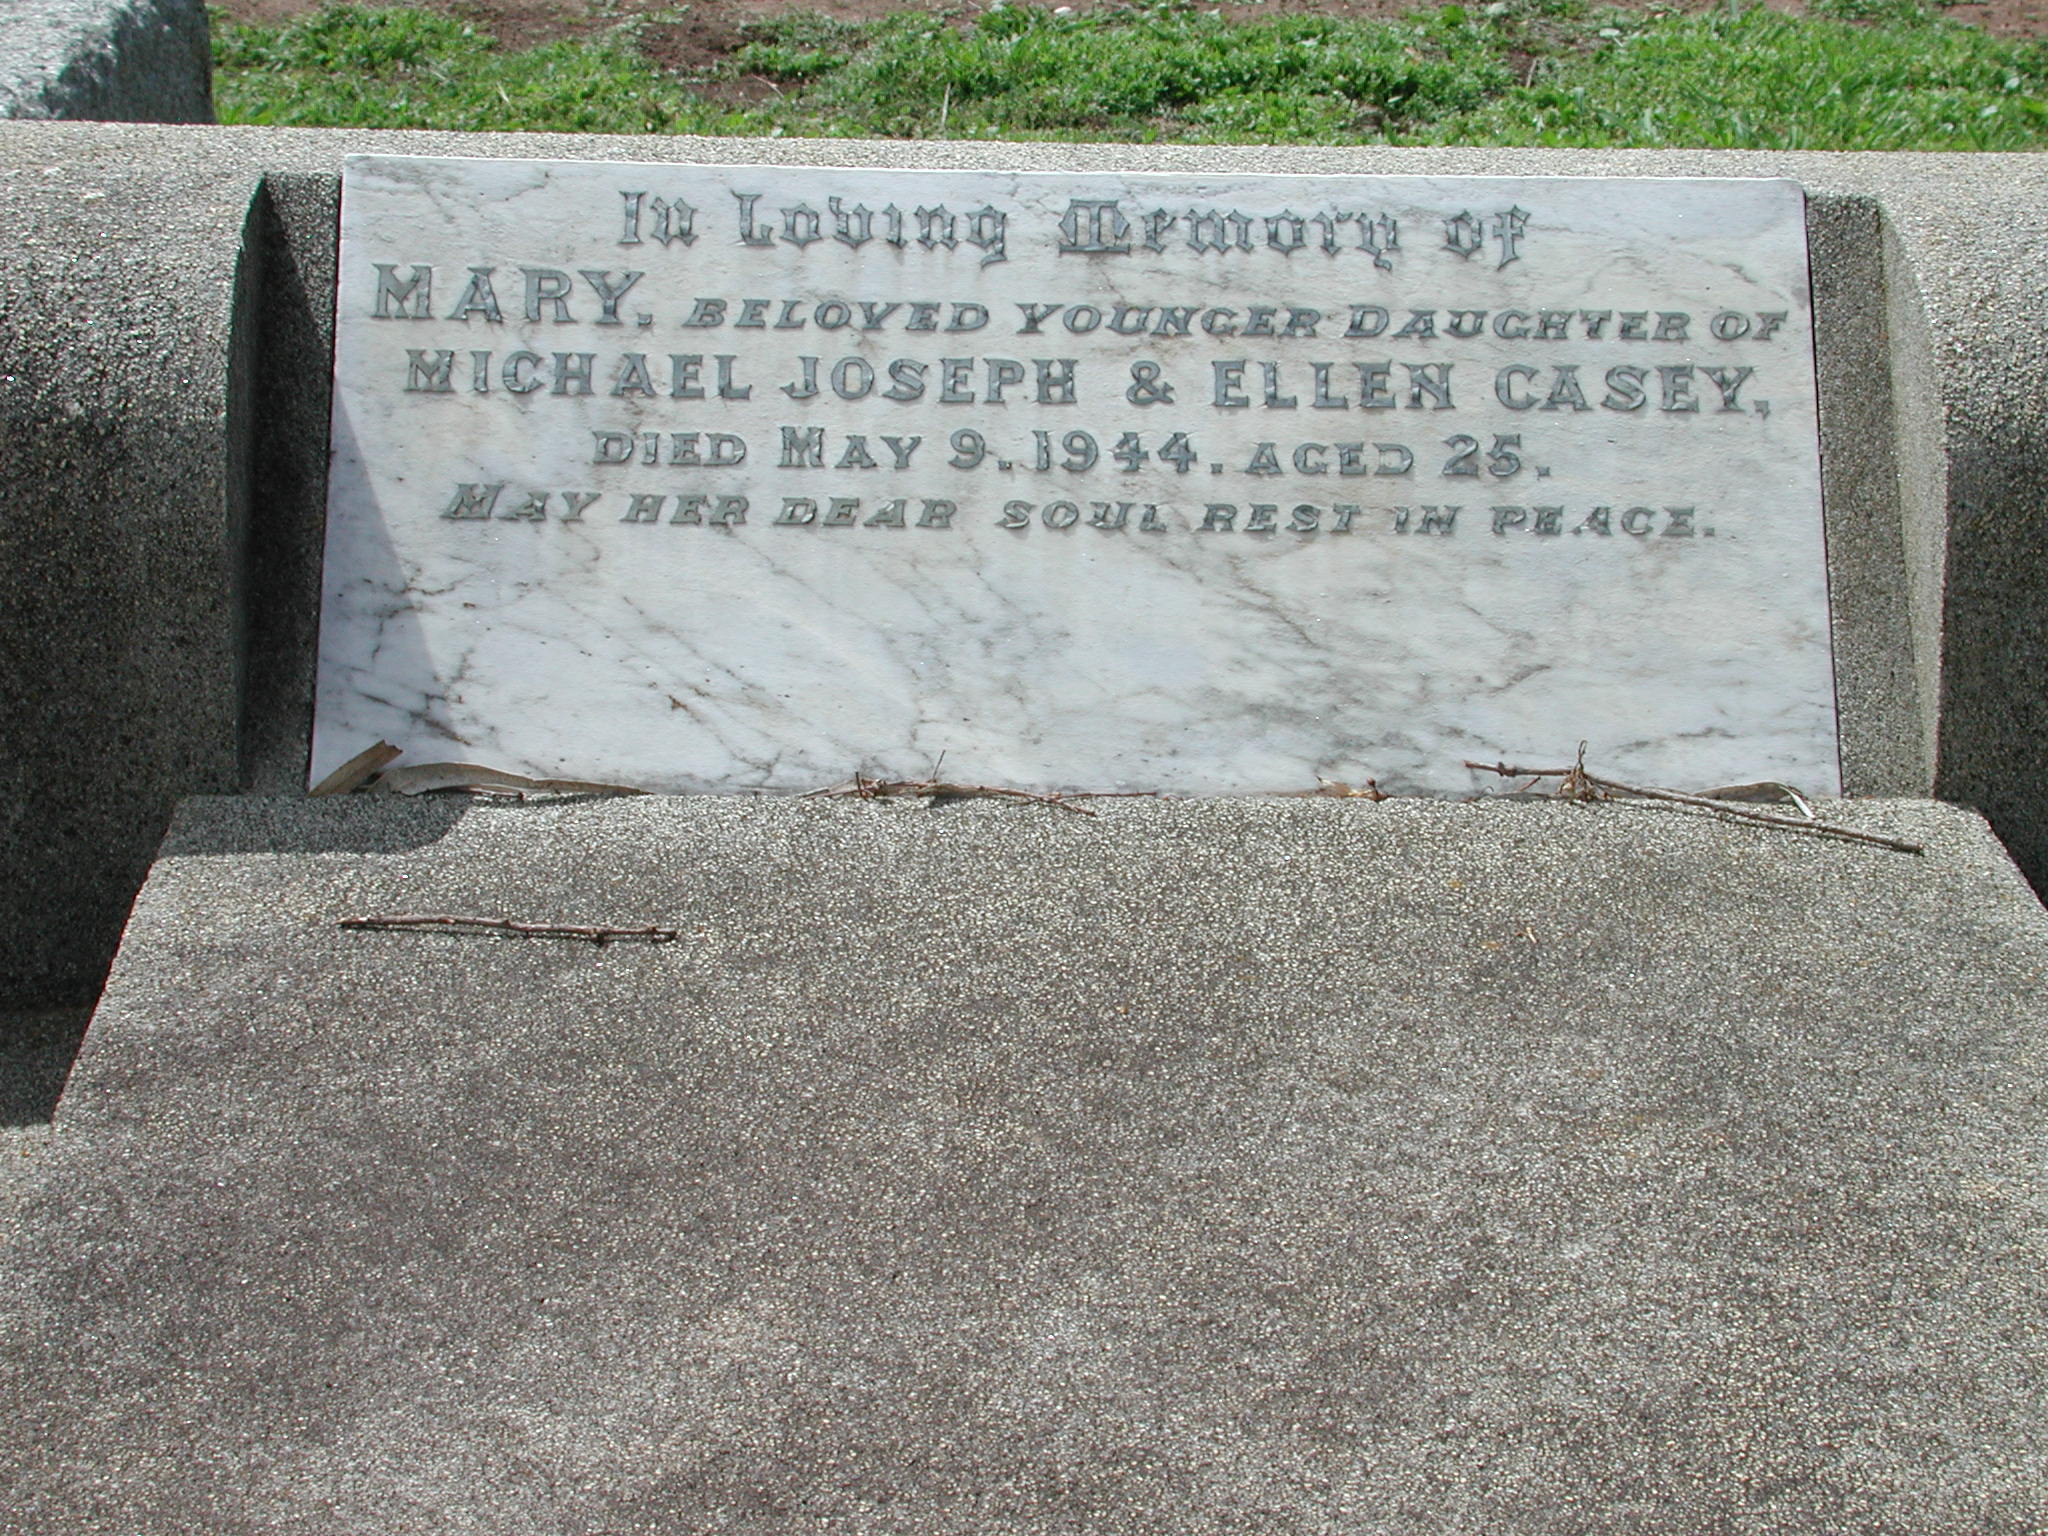 In Loving Memory of
MARY, BELOVED YOUNGER DAUGHTER OF
MICHAEL JOSEPH & ELLEN CASEY,
DIED MAY 9. 1944. AGED 25.
MAY HER DEAR SOUL REST IN PEACE.